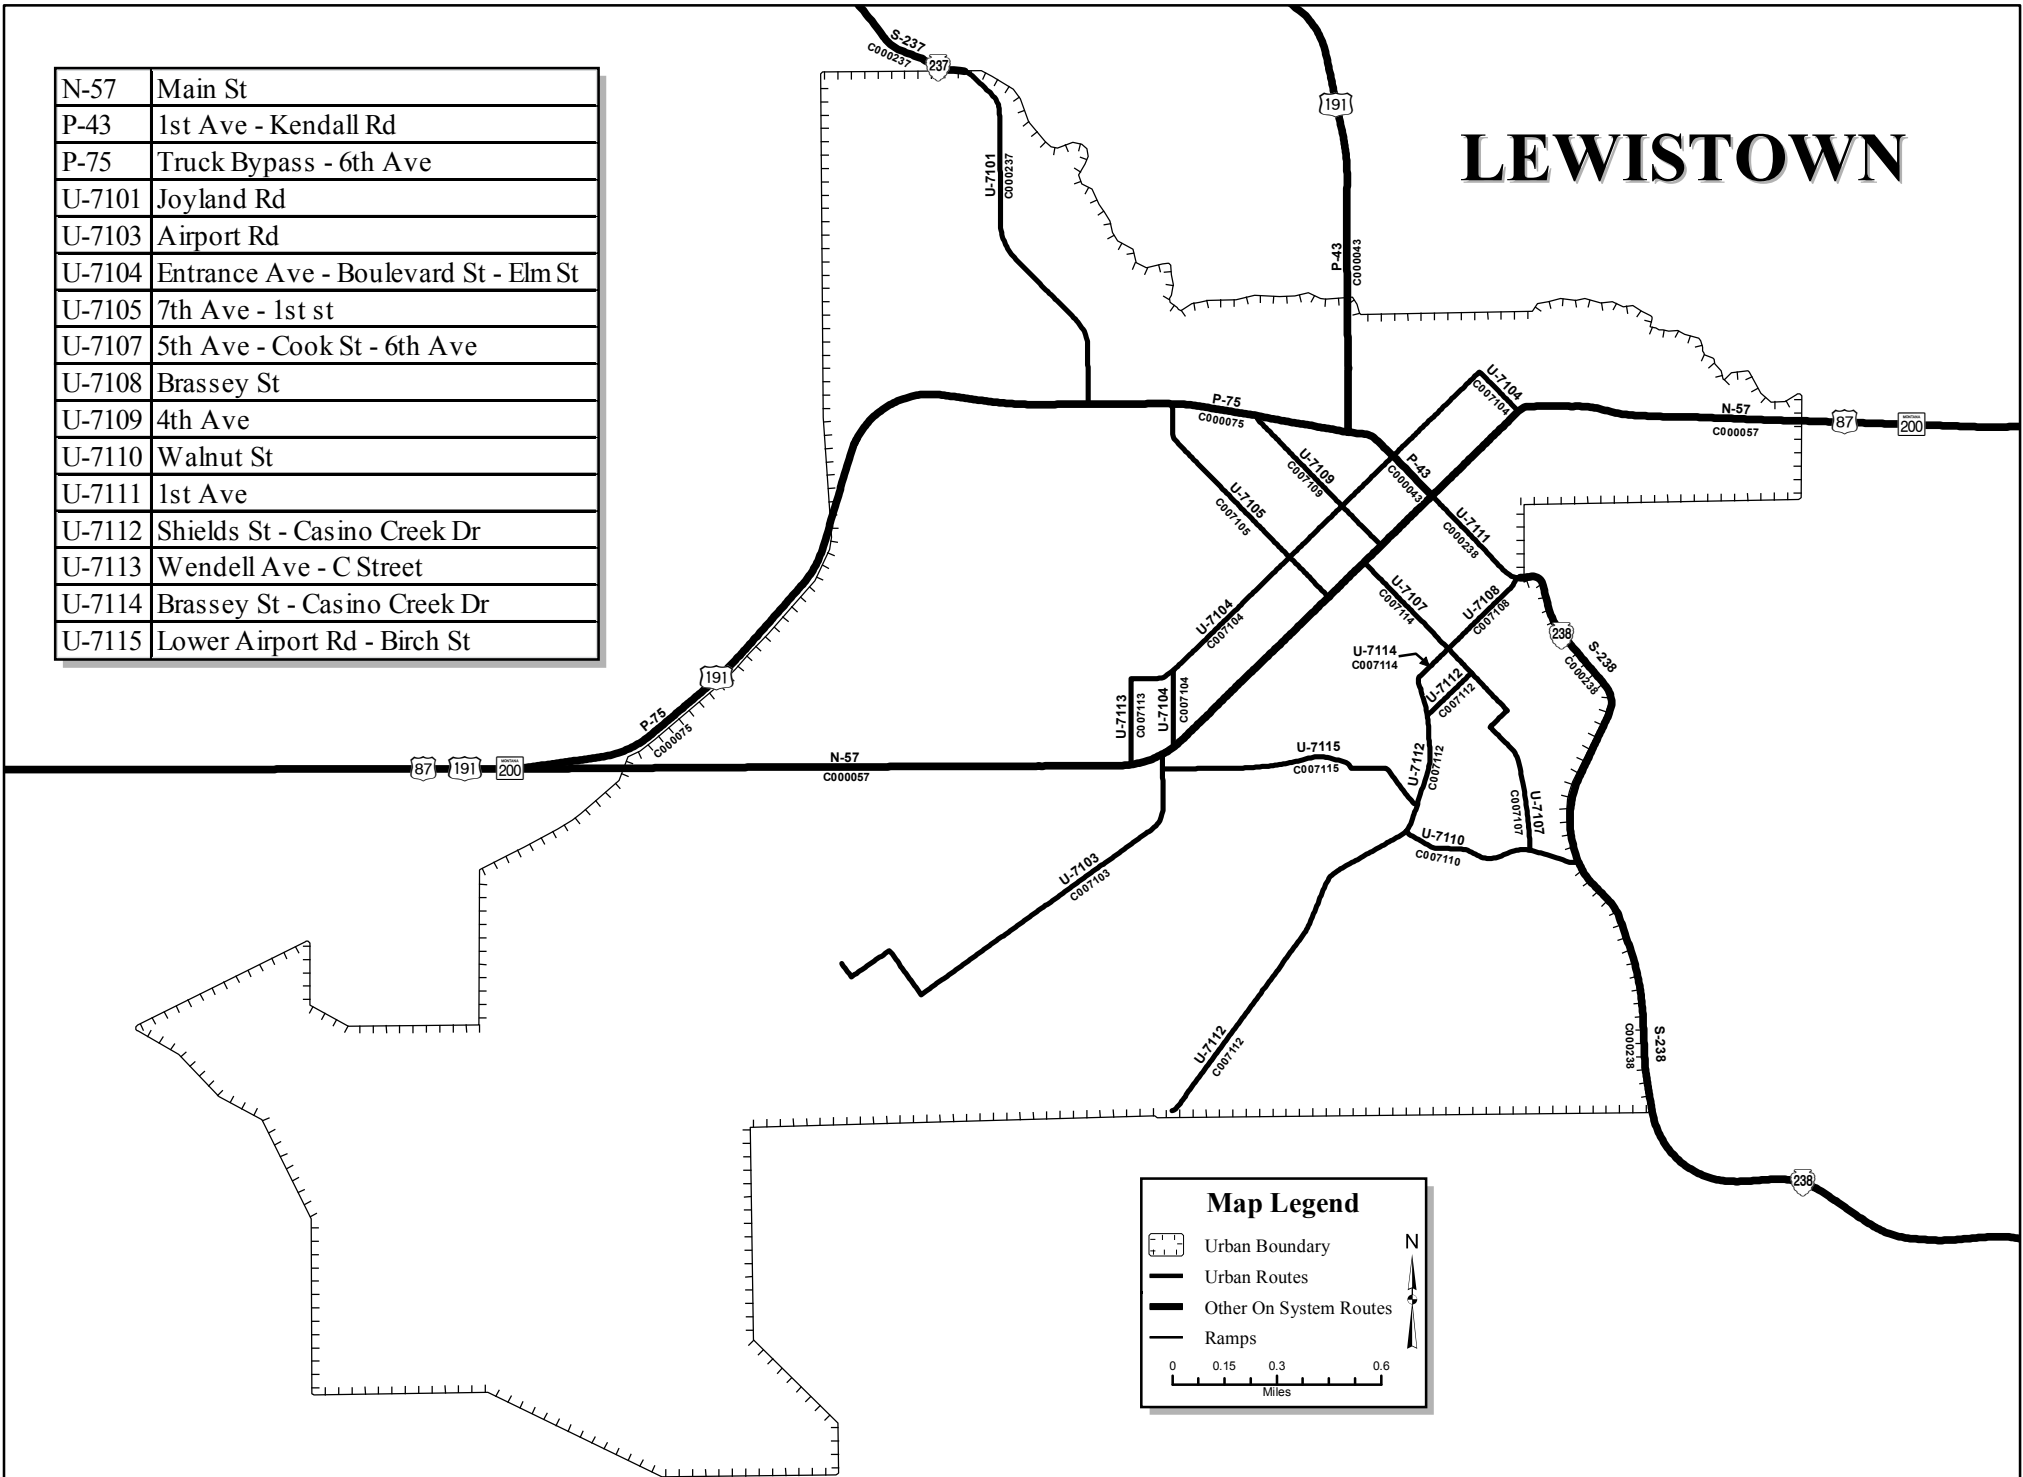 LEWISTOWN
N-57 Main St
P-43 1st Ave - Kendall Rd
P-75 Truck Bypass - 6th Ave
U-7101 Joyland Rd
U-7103 Airport Rd
U-7104 Entrance Ave - Boulevard St - Elm St
U-7105 7th Ave - 1st st
U-7107 5th Ave - Cook St - 6th Ave
U-7108 Brassey St
U-7109 4th Ave
U-7110 Walnut St
U-7111 1st Ave
U-7112 Shields St - Casino Creek Dr
U-7113 Wendell Ave - C Street
U-7114 Brassey St - Casino Creek Dr
U-7115 Lower Airport Rd - Birch St
S-237
C000237
237
191
U-7101
C000237
P-43
C000043
P-75
C000075
U-7104
C007104
N-57
C000057
87
MONTANA
200
U-7109
C007109
P-43
C000043
U-7105
C007105
U-7111
C000238
U-7107
C007114
U-7108
C007108
U-7104
C007104
238
S-238
C000238
U-7114
C007114
U-7112
C007112
191
P-75
C000075
U-7113
C007113
U-7104
C007104
87
191
MONTANA
200
N-57
C000057
U-7115
C007115
U-7112
C007112
U-7107
C007107
U-7110
C007110
U-7103
C007103
U-7112
C007112
S-238
C000238
238
Map Legend
Urban Boundary
Urban Routes
Other On System Routes
Ramps
N
0 0.15 0.3 0.6
Miles